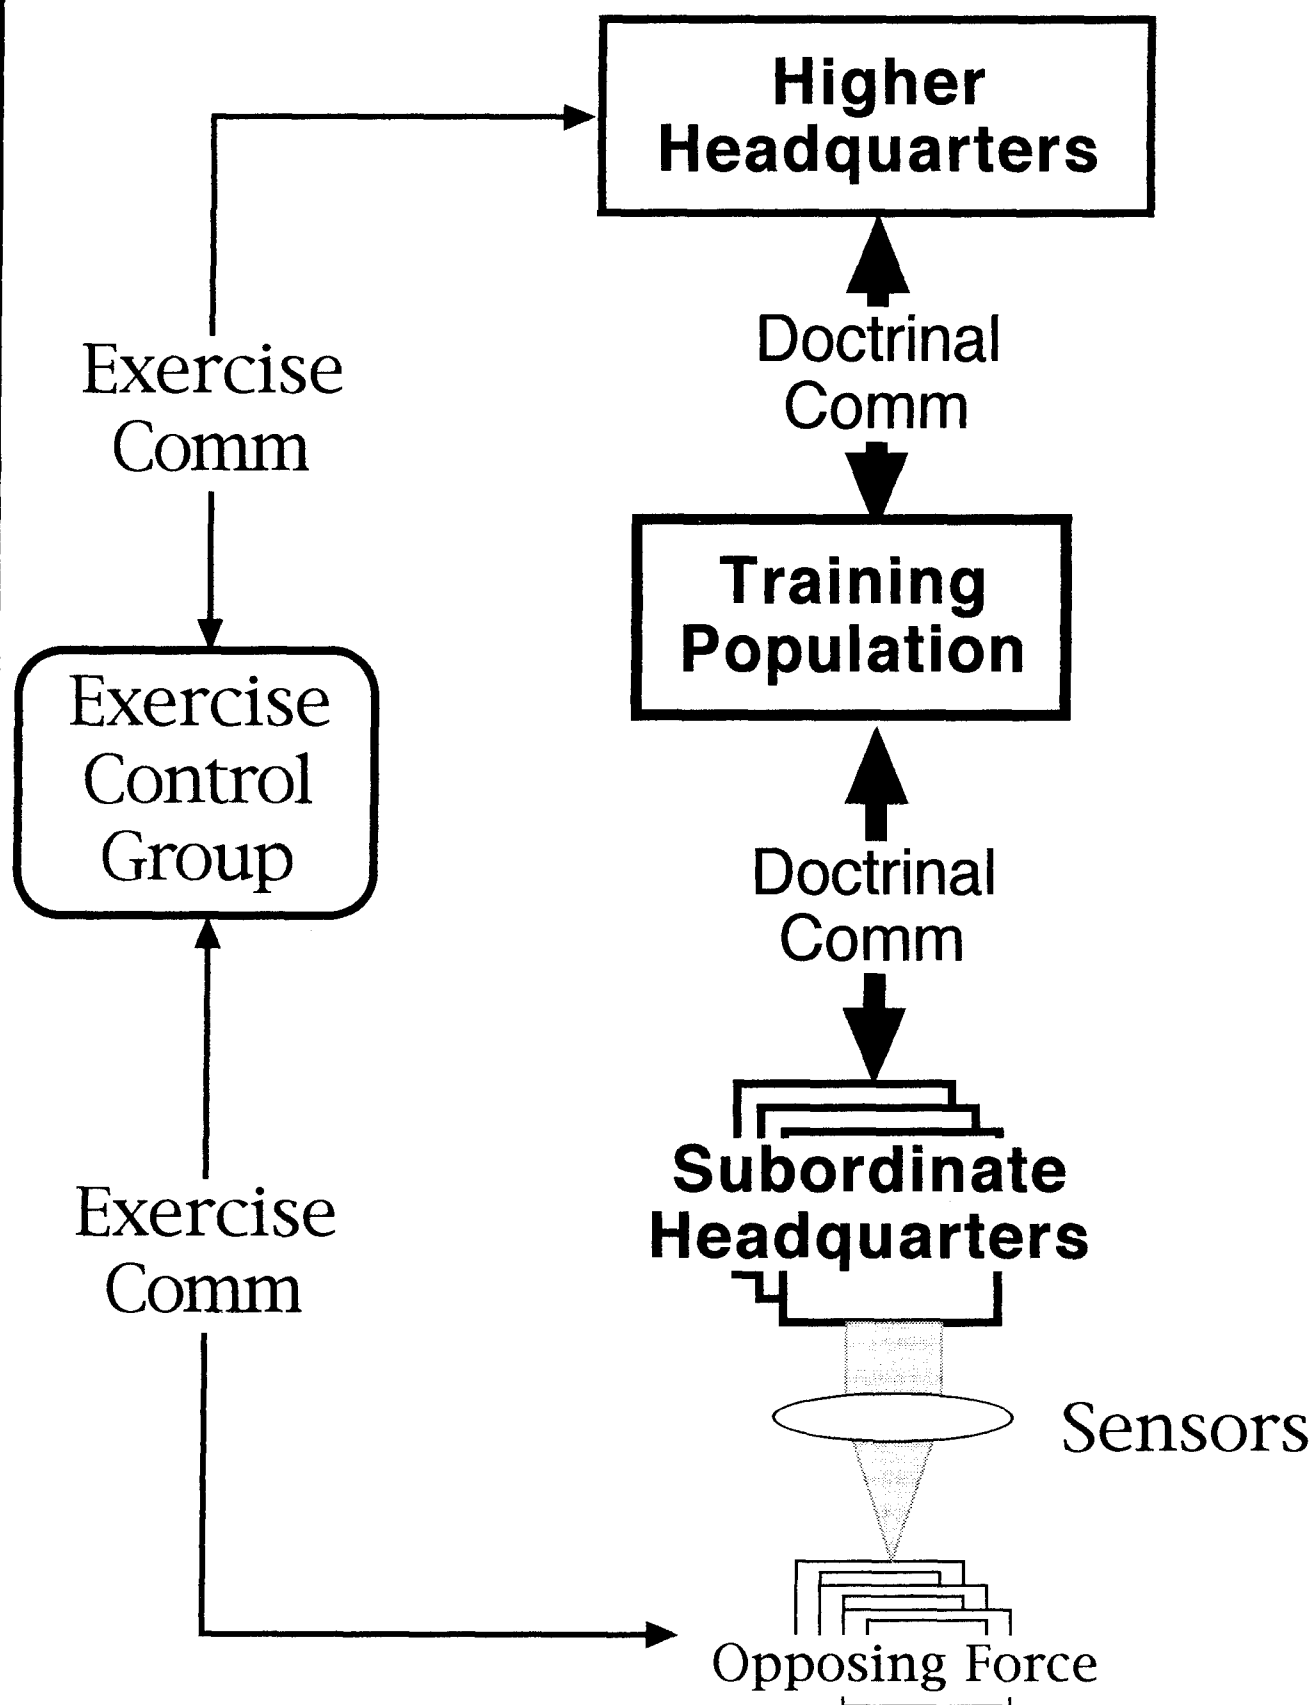 Higher
Headquarters
Doctrinal
Comm
Exercise
Comm
Training
Population
Exercise
Control
Group
Doctrinal
Comm
Subordinate
Headquarters
Exercise
Comm
Sensors
Opposing Force